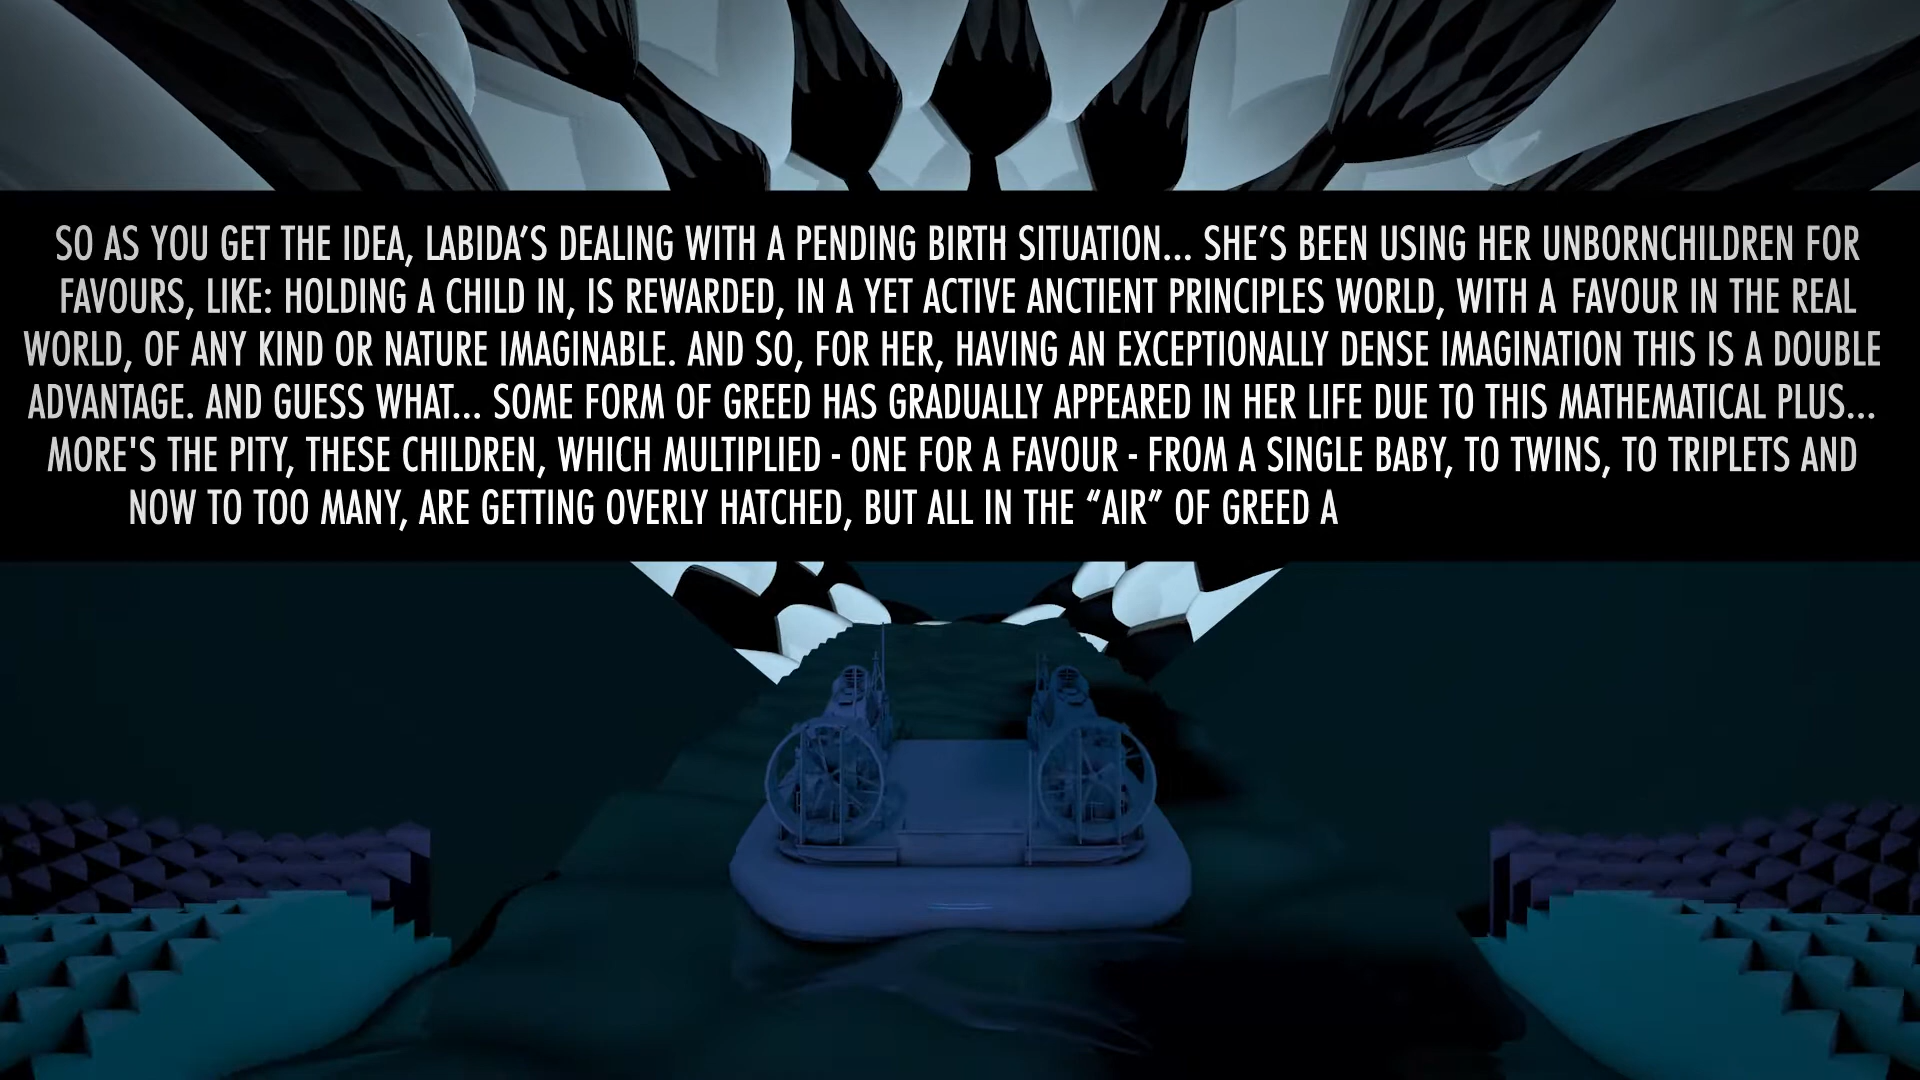 SO AS YOU GET THE IDEA, LABIDA'S DEALING WITH A PENDING BIRTH SITUATION... SHE'S BEEN USING HER UNBORNCHILDREN FOR
FAVOURS, LIKE: HOLDING A CHILD IN, IS REWARDED, IN A YET ACTIVE ANCTIENT PRINCIPLES WORLD, WITH A FAVOUR IN THE REAL
WORLD, OF ANY KIND OR NATURE IMAGINABLE. AND SO, FOR HER, HAVING AN EXCEPTIONALLY DENSE IMAGINATION THIS IS A DOUBLE
ADVANTAGE. AND GUESS WHAT... SOME FORM OF GREED HAS GRADUALLY APPEARED IN HER LIFE DUE TO THIS MATHEMATICAL PLUS...
MORE'S THE PITY, THESE CHILDREN, WHICH MULTIPLIED - ONE FOR A FAVOUR - FROM A SINGLE BABY, TO TWINS, TO TRIPLETS AND
NOW TO TOO MANY, ARE GETTING OVERLY HATCHED, BUT ALL IN THE “AIR” OF GREED A